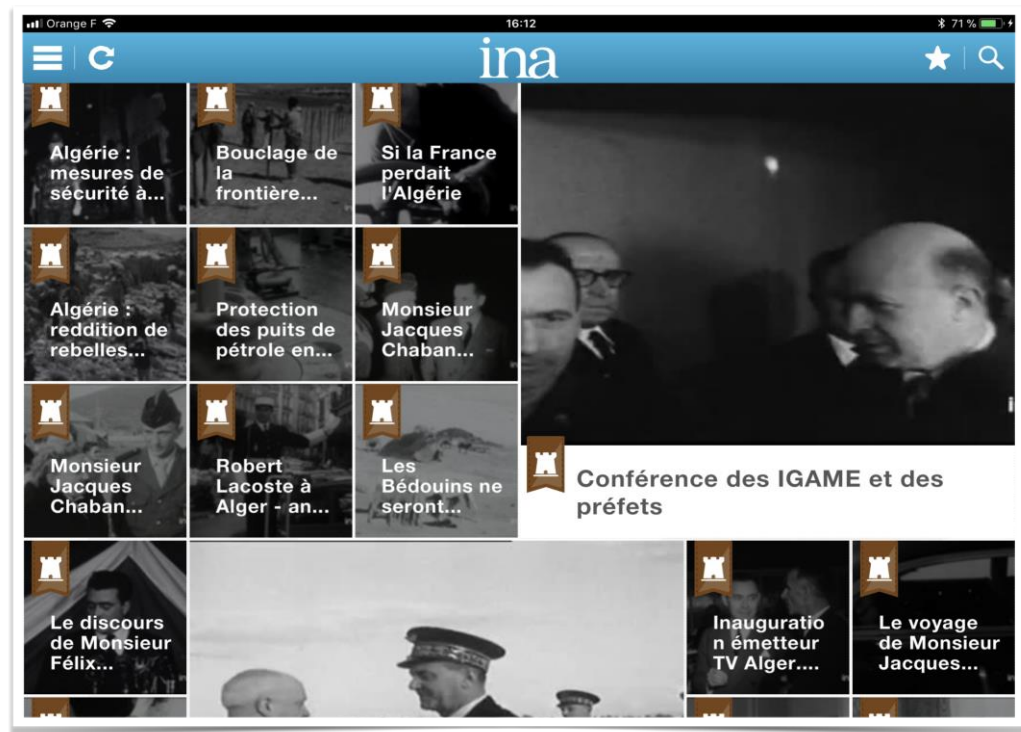 Orange F
16:12
71 %
ina
Algérie :
mesures de
sécurité à...
Bouclage de
la
frontière...
Si la France
perdait
l'Algérie
Algérie :
reddition de
rebelles...
Protection
des puits de
pétrole en...
Monsieur
Jacques
Chaban...
Monsieur
Jacques
Chaban...
Robert
Lacoste à
Alger - an...
Les
Bédouins ne
seront...
Conférence des IGAME et des
préfets
Le discours
de Monsieur
Félix...
Inauguratio
n émetteur
TV Alger....
Le voyage
de Monsieur
Jacques...